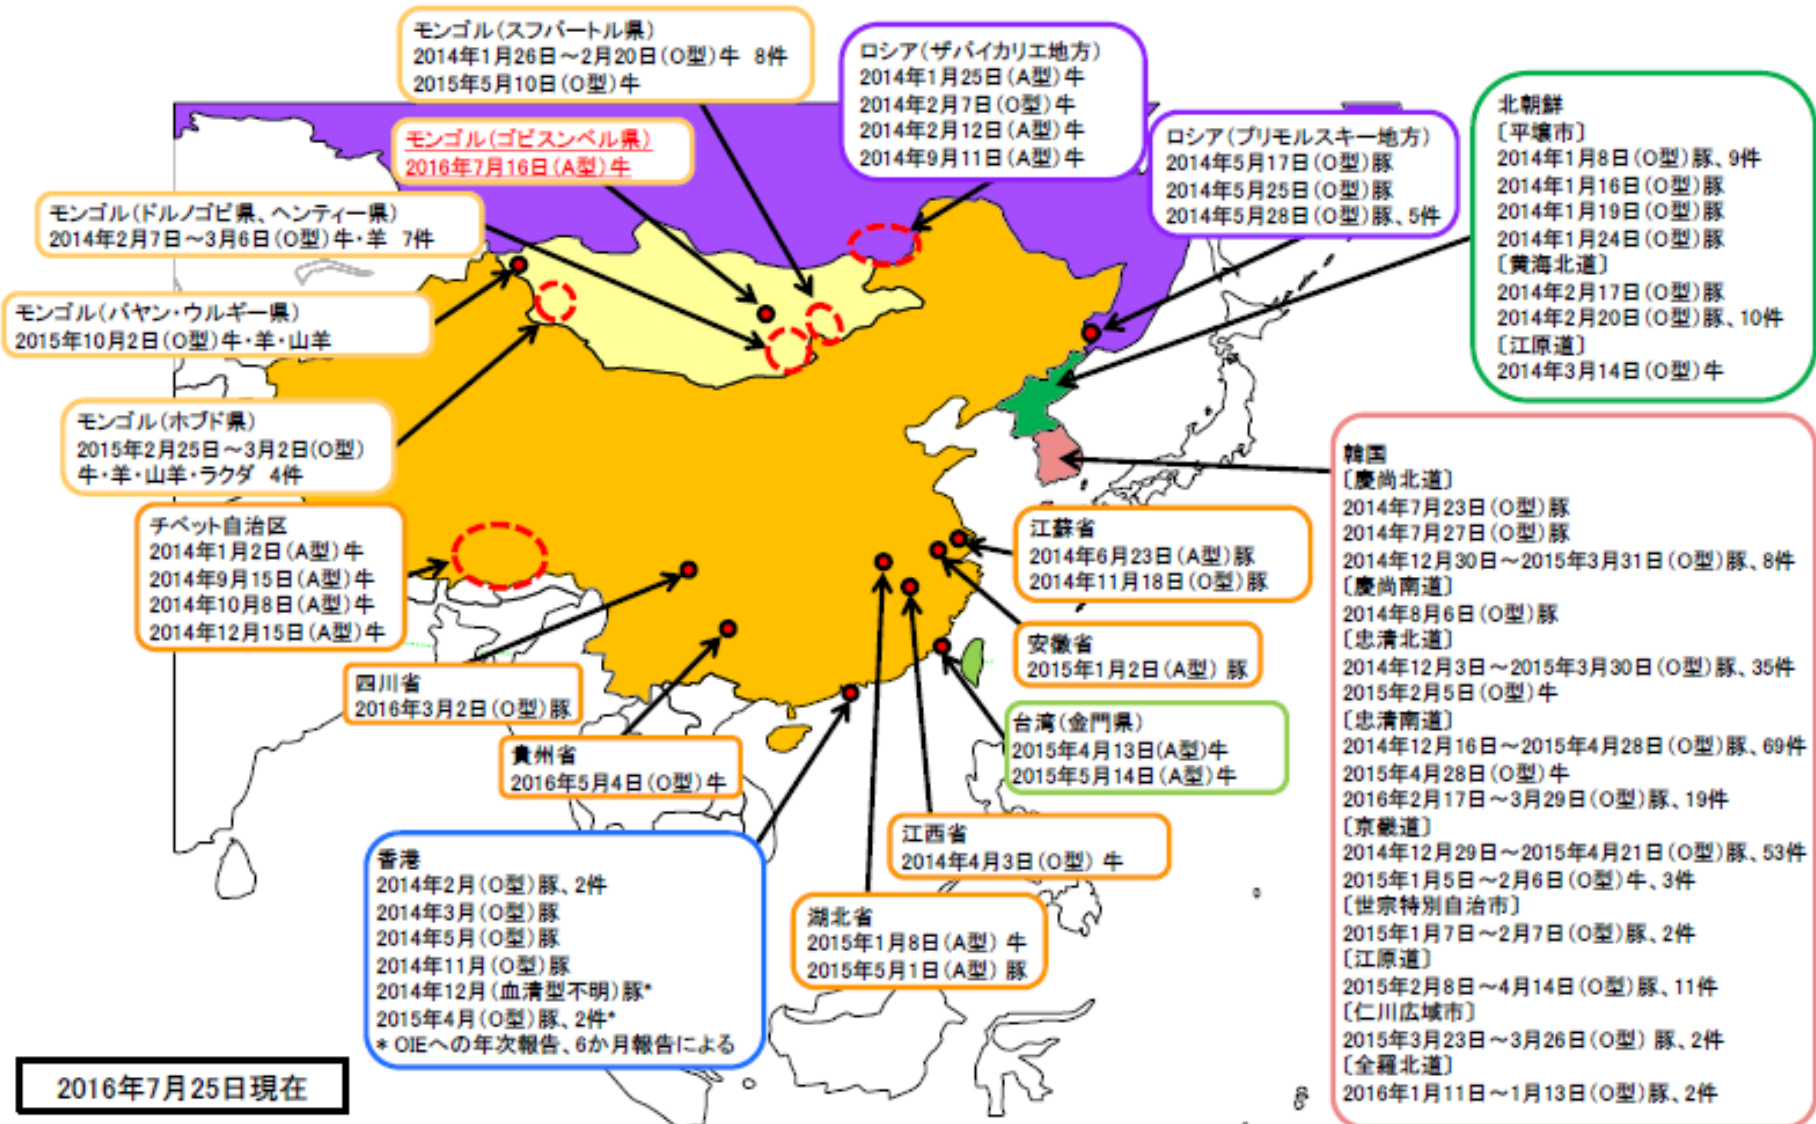 モンゴル(スフバートル県)
2014年1月26日～2月20日(O型)牛 8件
2015年5月10日(O型)牛
ロシア(ザバイカリエ地方)
2014年1月25日(A型)牛
2014年2月7日(O型)牛
2014年2月12日(A型)牛
2014年9月11日(A型)牛
モンゴル(ゴビスンベル県)
2016年7月16日(A型)牛
ロシア(プリモルスキー地方)
2014年5月17日(O型)豚
2014年5月25日(O型)豚
2014年5月28日(O型)豚、5件
北朝鮮
〔平壌市〕
2014年1月8日(O型)豚、9件
2014年1月16日(O型)豚
2014年1月19日(O型)豚
2014年1月24日(O型)豚
〔黄海北道〕
2014年2月17日(O型)豚
2014年2月20日(O型)豚、10件
〔江原道〕
2014年3月14日(O型)牛
モンゴル(ドルノゴビ県、ヘンティー県)
2014年2月7日～3月6日(O型)牛・羊 7件
モンゴル(バヤン・ウルギー県)
2015年10月2日(O型)牛・羊・山羊
モンゴル(ホブド県)
2015年2月25日～3月2日(O型)
牛・羊・山羊・ラクダ 4件
チベット自治区
2014年1月2日(A型)牛
2014年9月15日(A型)牛
2014年10月8日(A型)牛
2014年12月15日(A型)牛
江蘇省
2014年6月23日(A型)豚
2014年11月18日(O型)豚
安徽省
2015年1月2日(A型) 豚
四川省
2016年3月2日(O型)豚
貴州省
2016年5月4日(O型)牛
台湾(金門県)
2015年4月13日(A型)牛
2015年5月14日(A型)牛
江西省
2014年4月3日(O型) 牛
湖北省
2015年1月8日(A型) 牛
2015年5月1日(A型) 豚
香港
2014年2月(O型)豚、2件
2014年3月(O型)豚
2014年5月(O型)豚
2014年11月(O型)豚
2014年12月(血清型不明)豚*
2015年4月(O型)豚、2件*
* OIEへの年次報告、6か月報告による
韓国
〔慶尚北道〕
2014年7月23日(O型)豚
2014年7月27日(O型)豚
2014年12月30日～2015年3月31日(O型)豚、8件
〔慶尚南道〕
2014年8月6日(O型)豚
〔忠清北道〕
2014年12月3日～2015年3月30日(O型)豚、35件
2015年2月5日(O型)牛
〔忠清南道〕
2014年12月16日～2015年4月28日(O型)豚、69件
2015年4月28日(O型)牛
2016年2月17日～3月29日(O型)豚、19件
〔京畿道〕
2014年12月29日～2015年4月21日(O型)豚、53件
2015年1月5日～2月6日(O型)牛、3件
〔世宗特別自治市〕
2015年1月7日～2月7日(O型)豚、2件
〔江原道〕
2015年2月8日～4月14日(O型)豚、11件
〔仁川広域市〕
2015年3月23日～3月26日(O型) 豚、2件
〔全羅北道〕
2016年1月11日～1月13日(O型)豚、2件
2016年7月25日現在